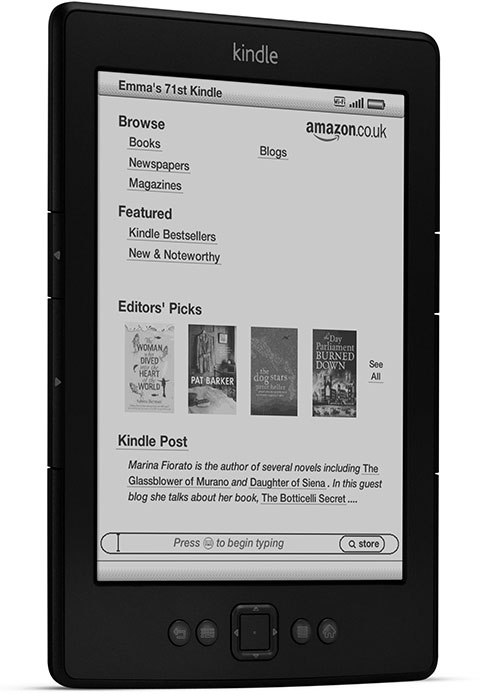 kindle
Emma's 71st Kindle
Wi-Fi
amazon.co.uk
Browse
Books
Blogs
Newspapers
Magazines
Featured
Kindle Bestsellers
New & Noteworthy
Editors' Picks
The
WOMAN
who
DIVED
into the
HEART
of the
WORLD
Sabina Berman
PAT BARKER
the
dog stars
peter heller
the Day
Parliament
BURNED
DOWN
See
All
Kindle Post
Marina Fiorato is the author of several novels including The
Glassblower of Murano and Daughter of Siena . In this guest
blog she talks about her book, The Botticelli Secret ....
Press to begin typing
store